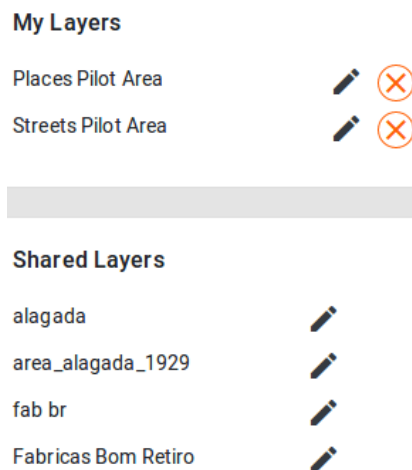 My Layers
Places Pilot Area
Streets Pilot Area
Shared Layers
alagada
area_alagada_1929
fab br
Fabricas Bom Retiro